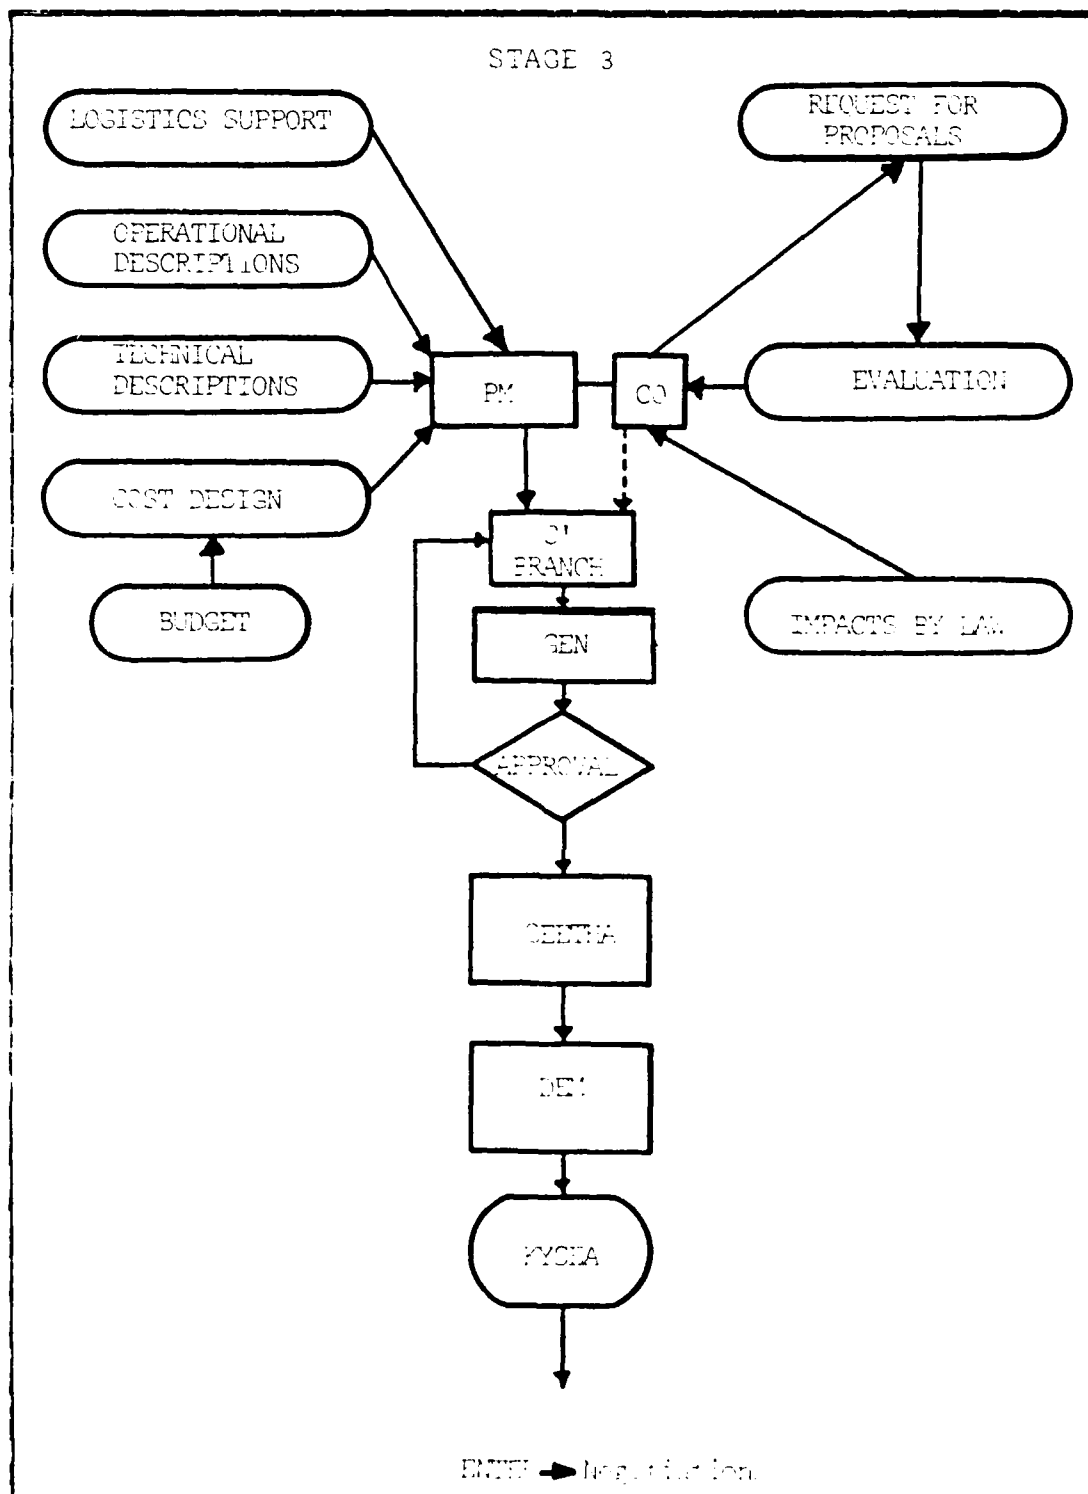 STAGE 3
LOGISTICS SUPPORT
REQUEST FOR
PROPOSALS
OPERATIONAL
DESCRIPTIONS
TECHNICAL
DESCRIPTIONS
PM
CO
EVALUATION
COST DESIGN
BRANCH
BUDGET
GEN
IMPACTS BY LAW
APPROVAL